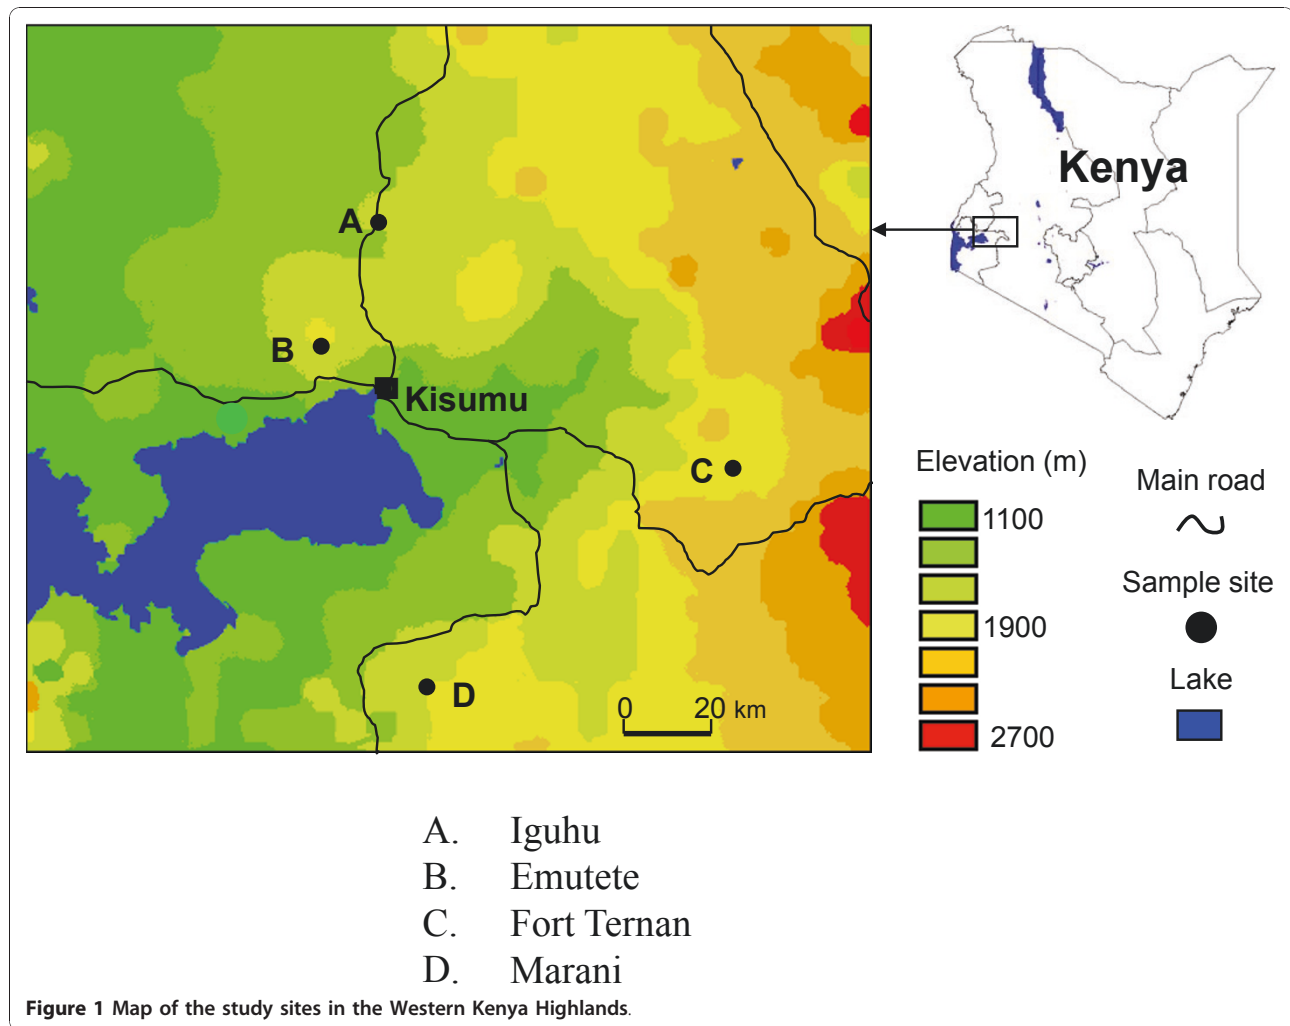 A
B
Kisumu
C
D
0 20 km
Kenya
Elevation (m)
1100
1900
2700
Main road
Sample site
Lake
A. Iguhu
B. Emutete
C. Fort Ternan
D. Marani
Figure 1 Map of the study sites in the Western Kenya Highlands.